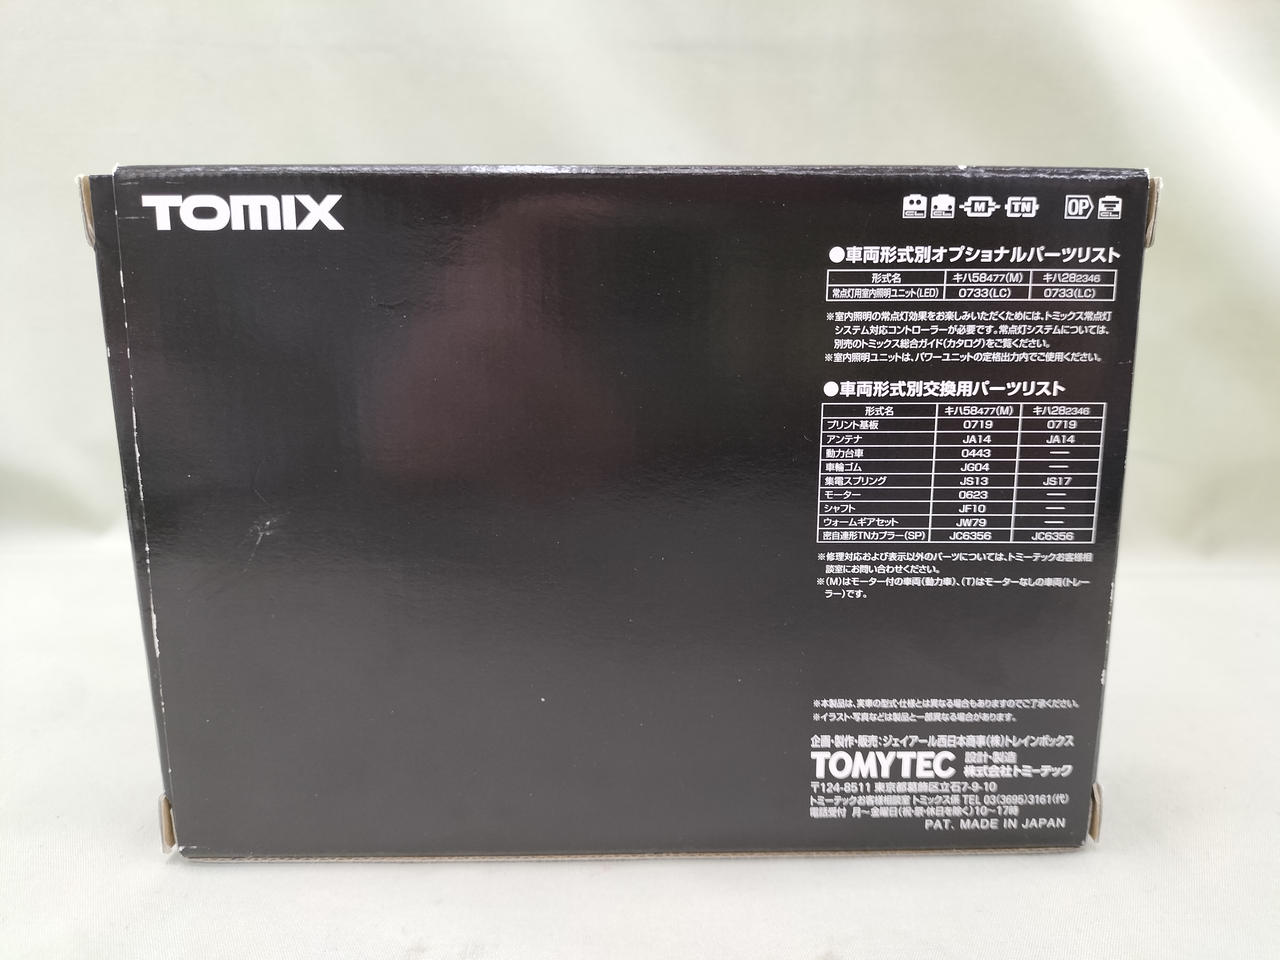 TOMIX
M TN OP
●車両形式別オプショナルパーツリスト
形式名 キハ58477(M) キハ282346
常点灯用室内照明ユニット(LED) 0733(LC) 0733(LC)
※室内照明の常点灯効果をお楽しみいただくためには、トミックス常点灯
システム対応コントローラーが必要です。常点灯システムについては、
別売のトミックス総合ガイド(カタログ)をご覧ください。
※室内照明ユニットは、パワーユニットの定格出力内でご使用ください。
●車両形式別交換用パーツリスト
形式名 キハ58477(M) キハ282346
プリント基板 0719 0719
アンテナ JA14 JA14
動力台車 0443 —
車輪ゴム JG04 —
集電スプリング JS13 JS17
モーター 0623 —
シャフト JF10 —
ウォームギアセット JW79 —
密自連形TNカプラー(SP) JC6356 JC6356
※修理対応および表示以外のパーツについては、トミーテックお客様相
談室にお問い合わせください。
※(M)はモーター付の車両(動力車)、(T)はモーターなしの車両(トレー
ラー)です。
※本製品は、実車の型式・仕様とは異なる場合もありますのでご了承ください。
※イラスト・写真などは製品と一部異なる場合があります。
企画・製作・販売：ジェイアール西日本商事(株)トレインボックス
TOMYTEC 設計・製造
株式会社トミーテック
〒124-8511 東京都葛飾区立石7-9-10
トミーテックお客様相談室 トミックス係 TEL 03(3695)3161(代)
電話受付 月～金曜日(祝・祭・休日を除く)10～17時
PAT. MADE IN JAPAN